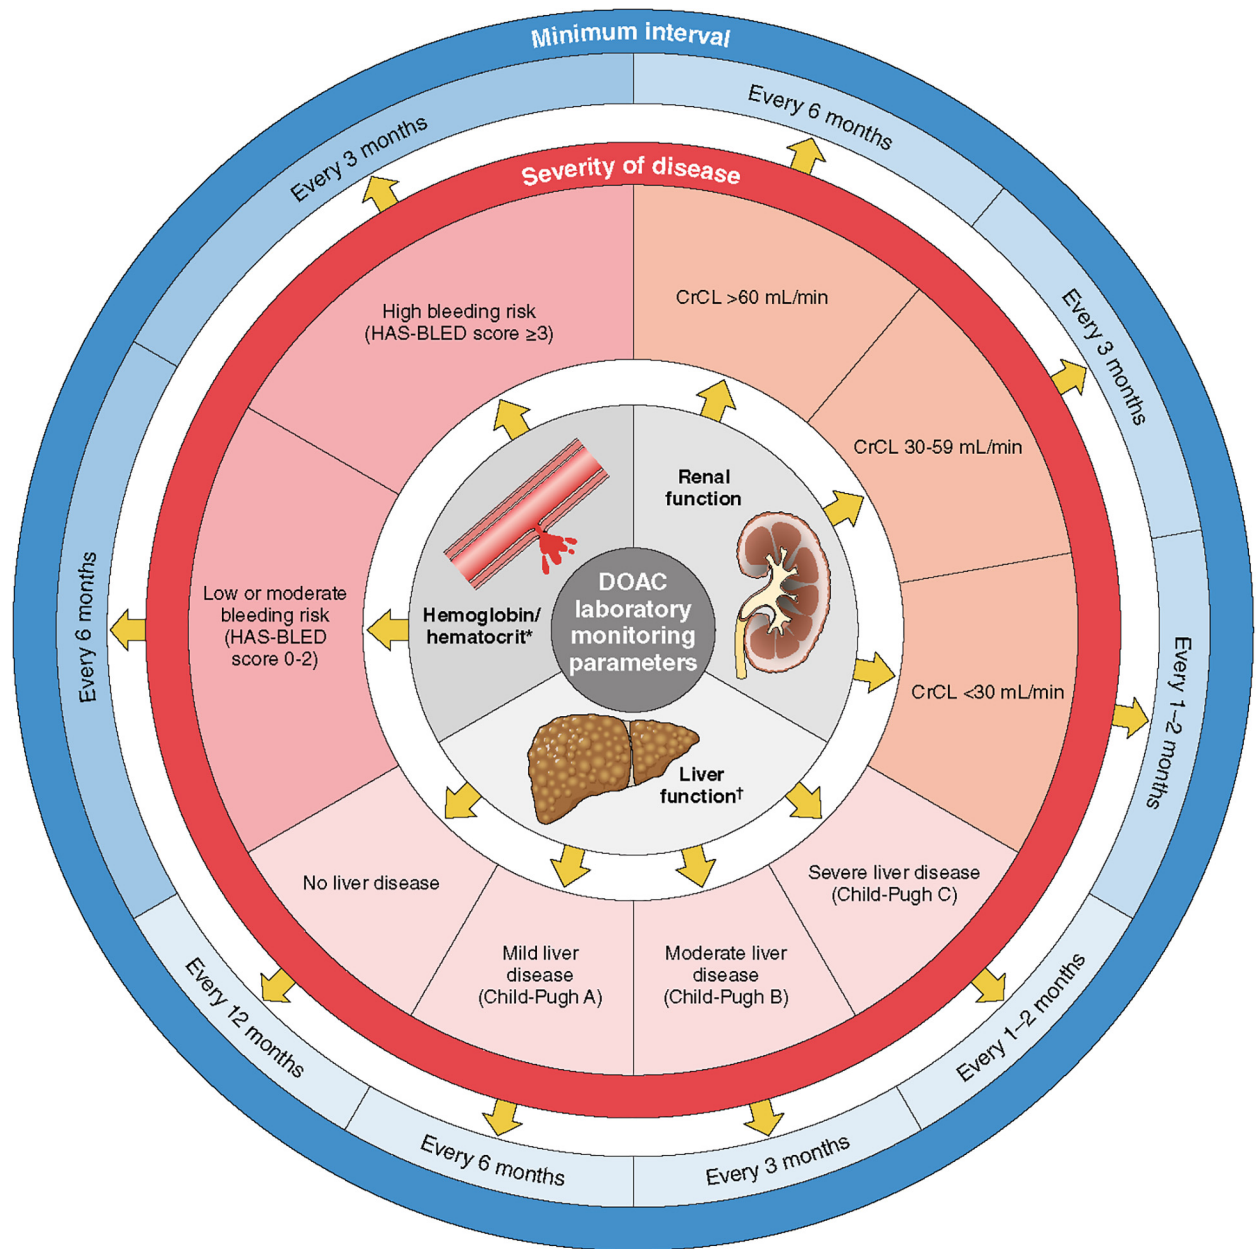 Minimum interval
Every 6 months
Every 3 months
Every 1–2 months
Every 1–2 months
Every 3 months
Every 6 months
Every 12 months
Every 6 months
Every 3 months
Severity of disease
CrCL >60 mL/min
CrCL 30-59 mL/min
CrCL <30 mL/min
Severe liver disease
(Child-Pugh C)
Moderate liver
disease
(Child-Pugh B)
Mild liver
disease
(Child-Pugh A)
No liver disease
Low or moderate
bleeding risk
(HAS-BLED
score 0-2)
High bleeding risk
(HAS-BLED score ≥3)
Renal
function
Liver
function†
Hemoglobin/
hematocrit*
DOAC
laboratory
monitoring
parameters